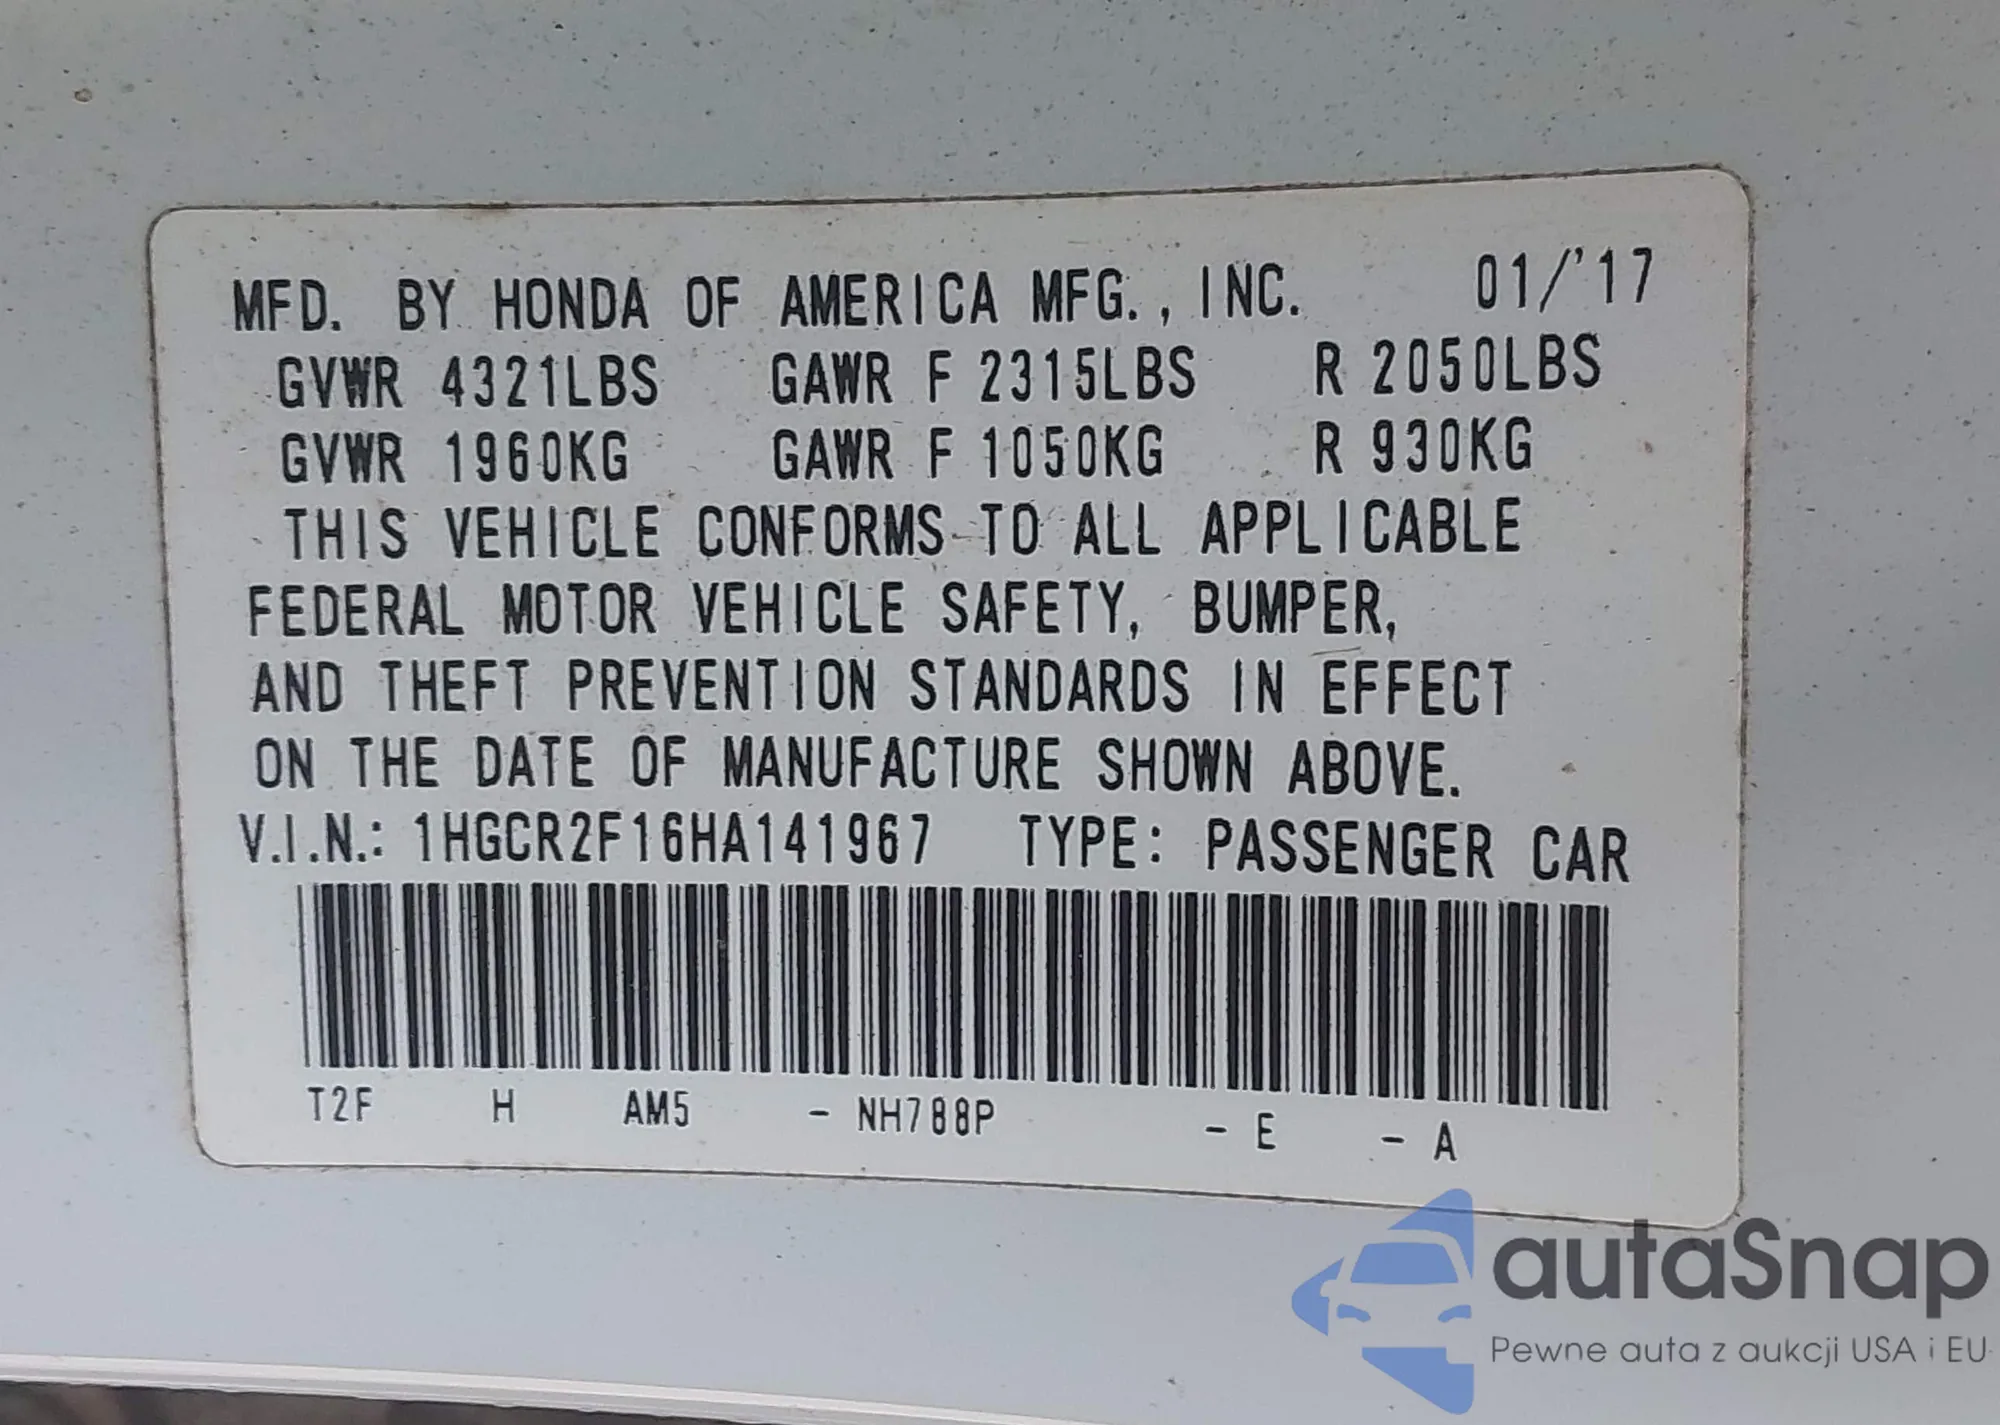 MFD. BY HONDA OF AMERICA MFG., INC. 01/'17
GVWR 4321LBS GAWR F 2315LBS R 2050LBS
GVWR 1960KG GAWR F 1050KG R 930KG
THIS VEHICLE CONFORMS TO ALL APPLICABLE
FEDERAL MOTOR VEHICLE SAFETY, BUMPER,
AND THEFT PREVENTION STANDARDS IN EFFECT
ON THE DATE OF MANUFACTURE SHOWN ABOVE.
V.I.N.: 1HGCR2F16HA141967 TYPE: PASSENGER CAR
T2F H AM5 - NH788P - E - A
autaSnap
Pewne auta z aukcji USA i EU